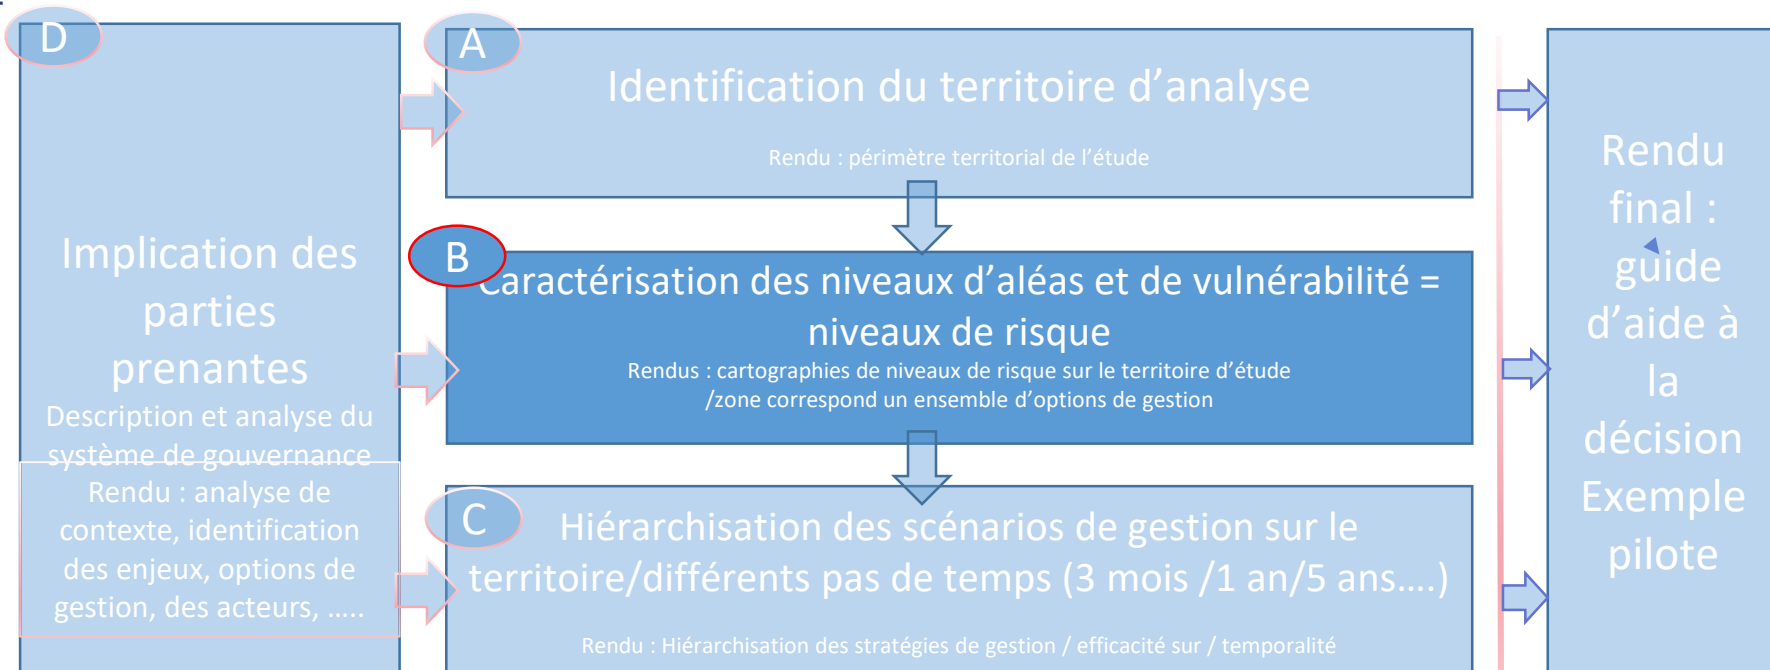 D
Implication des
parties
prenantes
Description et analyse du
système de gouvernance
Rendu : analyse de
contexte, identification
des enjeux, options de
gestion, des acteurs, …..
A
Identification du territoire d’analyse
Rendu : périmètre territorial de l’étude
B
Caractérisation des niveaux d’aléas et de vulnérabilité =
niveaux de risque
Rendus : cartographies de niveaux de risque sur le territoire d’étude
/zone correspond un ensemble d’options de gestion
C
Hiérarchisation des scénarios de gestion sur le
territoire/différents pas de temps (3 mois /1 an/5 ans….)
Rendu : Hiérarchisation des stratégies de gestion / efficacité sur / temporalité
Rendu
final :
guide
d’aide à
la
décision
Exemple
pilote